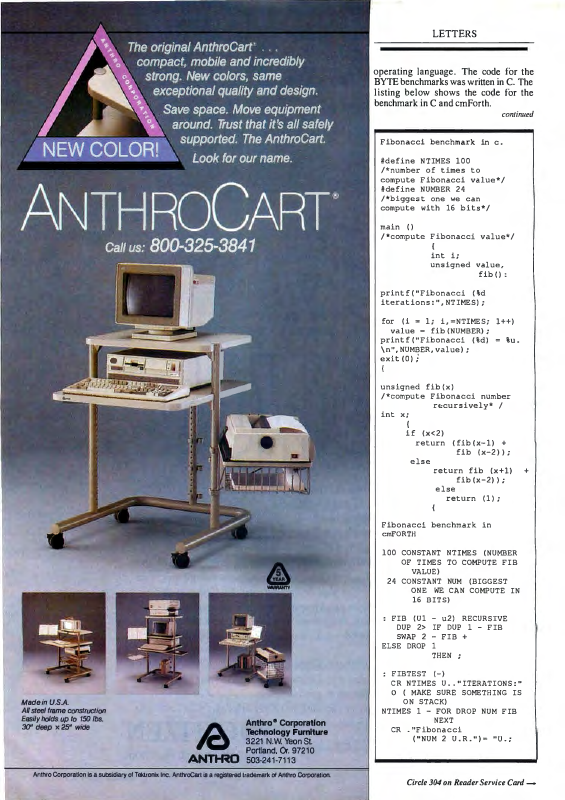 ANTHRO CORPORATION
NEW COLOR!
The original AnthroCart® . . .
compact, mobile and incredibly
strong. New colors, same
exceptional quality and design.
Save space. Move equipment
around. Trust that it's all safely
supported. The AnthroCart.
Look for our name.
ANTHROCART®
Call us: 800-325-3841
5
YEAR
WARRANTY
Made in U.S.A.
All steel frame construction
Easily holds up to 150 lbs.
30" deep x 25" wide
ANTHRO
Anthro® Corporation
Technology Furniture
3221 N.W. Yeon St.
Portland, Or. 97210
503-241-7113
Anthro Corporation is a subsidiary of Tektronix Inc. AnthroCart is a registered trademark of Anthro Corporation.
LETTERS
operating language. The code for the
BYTE benchmarks was written in C. The
listing below shows the code for the
benchmark in C and cmForth.
continued
Fibonacci benchmark in c.
#define NTIMES 100
/*number of times to
compute Fibonacci value*/
#define NUMBER 24
/*biggest one we can
compute with 16 bits*/
main ()
/*compute Fibonacci value*/
{
int i;
unsigned value,
fib():
printf("Fibonacci (%d
iterations:",NTIMES);
for (i = 1; i,=NTIMES; 1++)
value = fib(NUMBER);
printf("Fibonacci (%d) = %u.
\n",NUMBER,value);
exit(0);
{
unsigned fib(x)
/*compute Fibonacci number
recursively* /
int x;
{
if (x<2)
return (fib(x-1) +
fib (x-2));
else
return fib (x+1) +
fib(x-2));
else
return (1);
{
Fibonacci benchmark in
cmFORTH
100 CONSTANT NTIMES (NUMBER
OF TIMES TO COMPUTE FIB
VALUE)
24 CONSTANT NUM (BIGGEST
ONE WE CAN COMPUTE IN
16 BITS)
: FIB (U1 - u2) RECURSIVE
DUP 2> IF DUP 1 - FIB
SWAP 2 - FIB +
ELSE DROP 1
THEN ;
: FIBTEST (-)
CR NTIMES U.."ITERATIONS:"
O ( MAKE SURE SOMETHING IS
ON STACK)
NTIMES 1 - FOR DROP NUM FIB
NEXT
CR ."Fibonacci
("NUM 2 U.R.")= "U.;
Circle 304 on Reader Service Card →